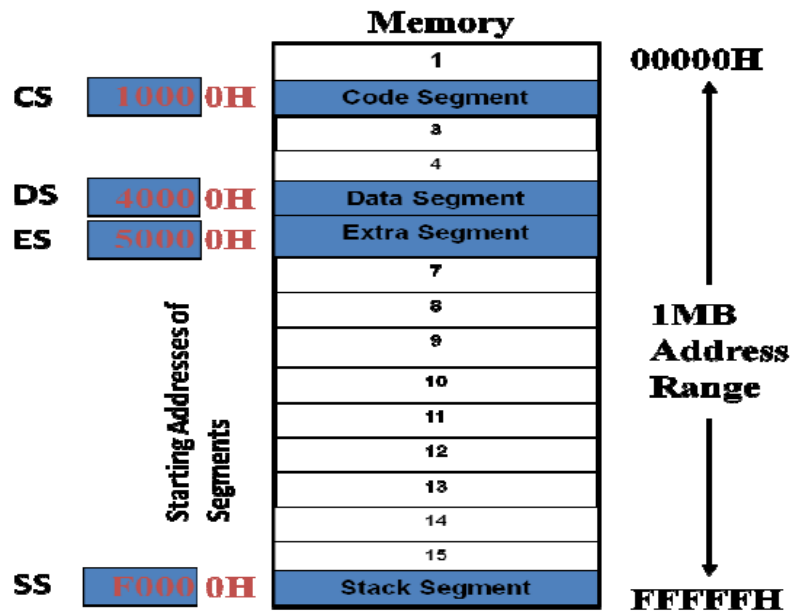 Memory
1
00000H
CS 1000 0H Code Segment
3
4
DS 4000 0H Data Segment
ES 5000 0H Extra Segment
7
8
9
10
11
12
13
14
15
Starting Addresses of
Segments
1MB
Address
Range
SS F000 0H Stack Segment
FFFFFH